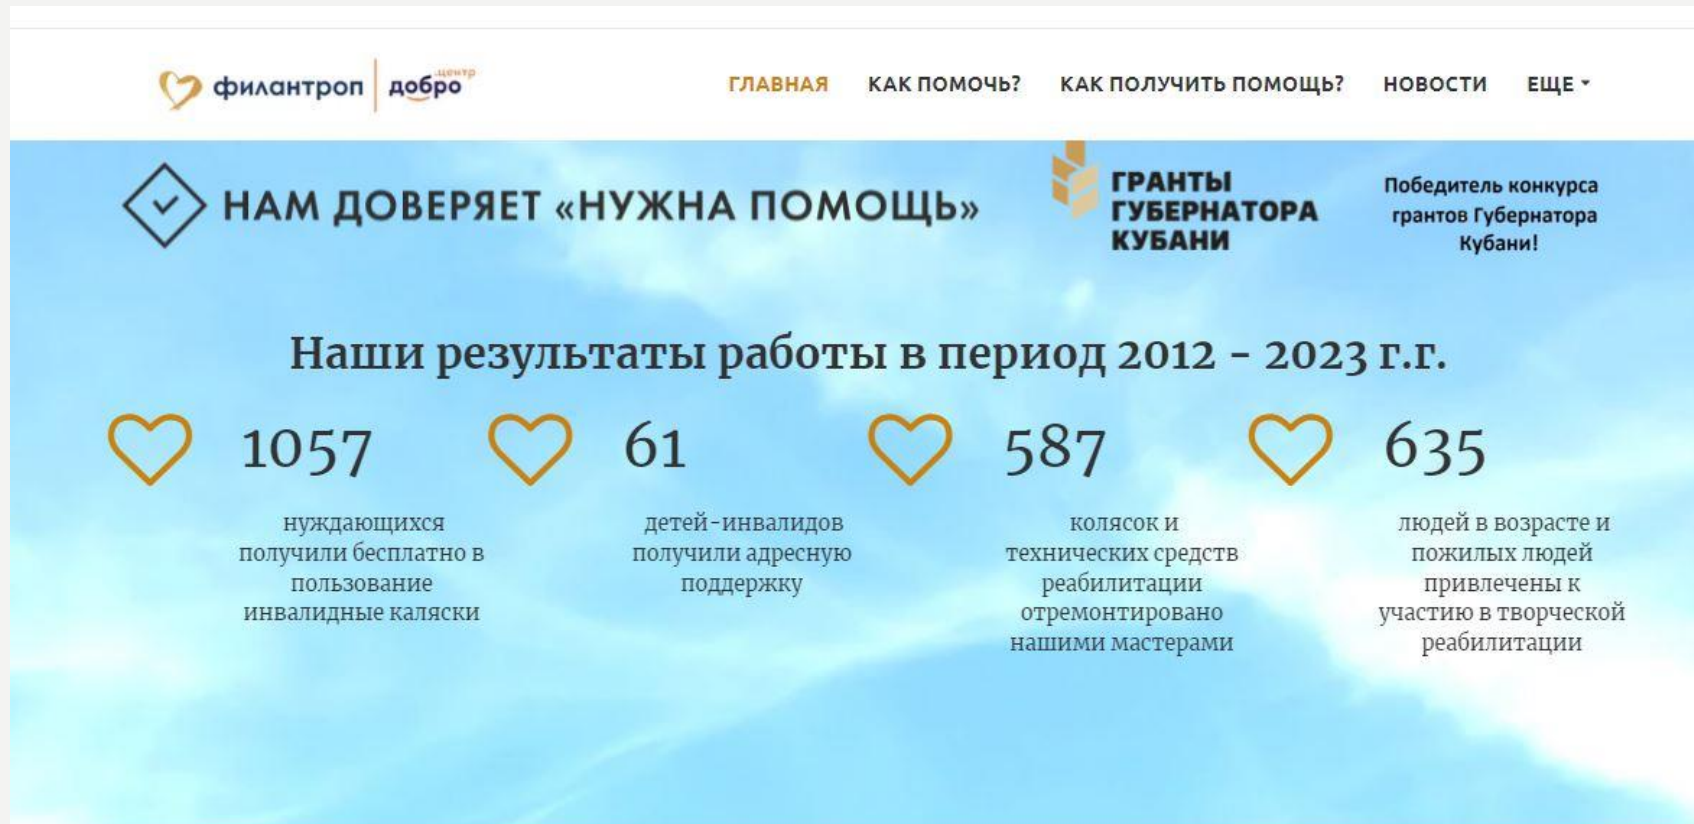 филантроп добро.центр
ГЛАВНАЯ КАК ПОМОЧЬ? КАК ПОЛУЧИТЬ ПОМОЩЬ? НОВОСТИ ЕЩЕ
НАМ ДОВЕРЯЕТ «НУЖНА ПОМОЩЬ»
ГРАНТЫ
ГУБЕРНАТОРА
КУБАНИ
Победитель конкурса
грантов Губернатора
Кубани!
Наши результаты работы в период 2012 - 2023 г.г.
1057
нуждающихся
получили бесплатно в
пользование
инвалидные каляски
61
детей-инвалидов
получили адресную
поддержку
587
колясок и
технических средств
реабилитации
отремонтировано
нашими мастерами
635
людей в возрасте и
пожилых людей
привлечены к
участию в творческой
реабилитации